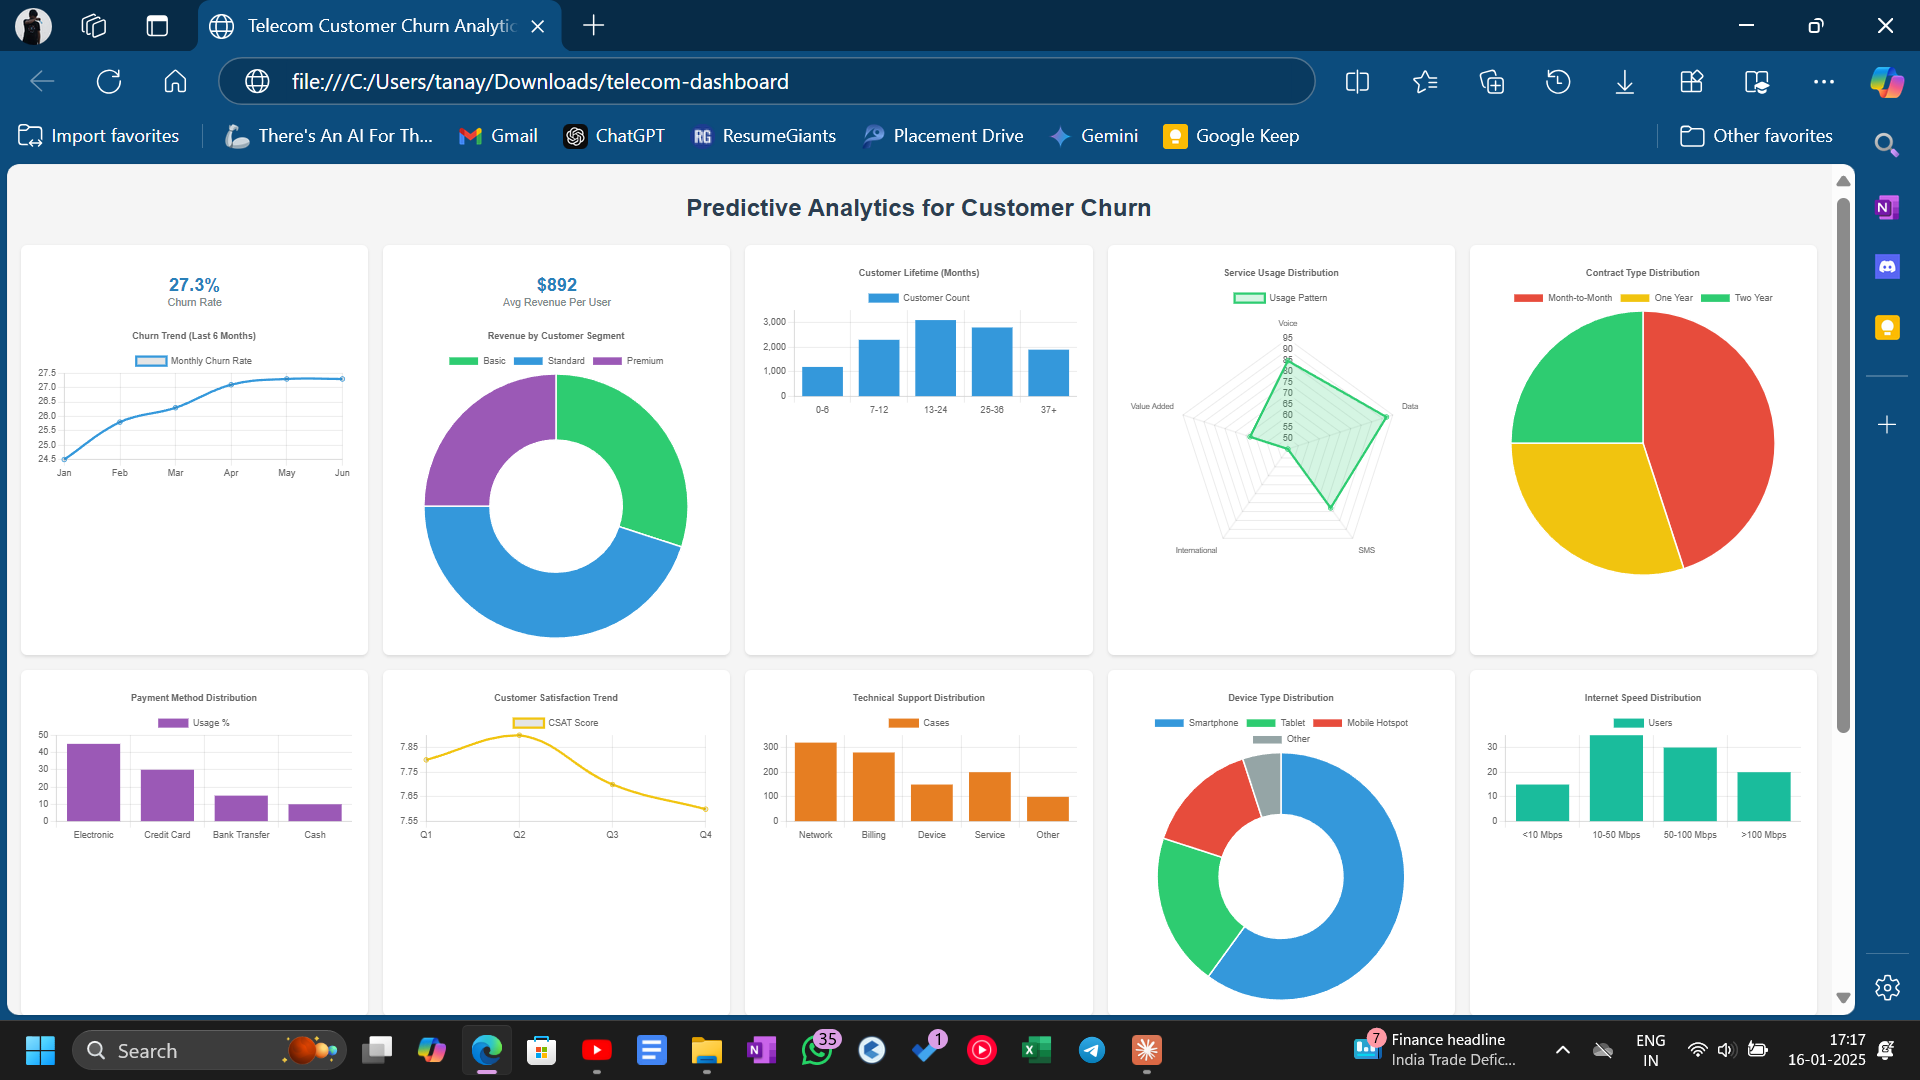 Telecom Customer Churn Analytic
file:///C:/Users/tanay/Downloads/telecom-dashboard
Import favorites
There's An AI For Th...
Gmail
ChatGPT
RG ResumeGiants
Placement Drive
Gemini
Google Keep
Other favorites
Predictive Analytics for Customer Churn
27.3%
Churn Rate
Churn Trend (Last 6 Months)
Monthly Churn Rate
27.5
27.0
26.5
26.0
25.5
25.0
24.5
Jan Feb Mar Apr May Jun
$892
Avg Revenue Per User
Revenue by Customer Segment
Basic Standard Premium
Customer Lifetime (Months)
Customer Count
3,000
2,000
1,000
0
0-6 7-12 13-24 25-36 37+
Service Usage Distribution
Usage Pattern
Voice
95
90
85
80
75
70
65
60
55
50
Value Added
Data
International
SMS
Contract Type Distribution
Month-to-Month One Year Two Year
Payment Method Distribution
Usage %
50
40
30
20
10
0
Electronic Credit Card Bank Transfer Cash
Customer Satisfaction Trend
CSAT Score
7.85
7.75
7.65
7.55
Q1 Q2 Q3 Q4
Technical Support Distribution
Cases
300
200
100
0
Network Billing Device Service Other
Device Type Distribution
Smartphone Tablet Mobile Hotspot
Other
Internet Speed Distribution
Users
30
20
10
0
<10 Mbps 10-50 Mbps 50-100 Mbps >100 Mbps
Search
35
1
7
Finance headline
India Trade Defic...
ENG
IN
17:17
16-01-2025